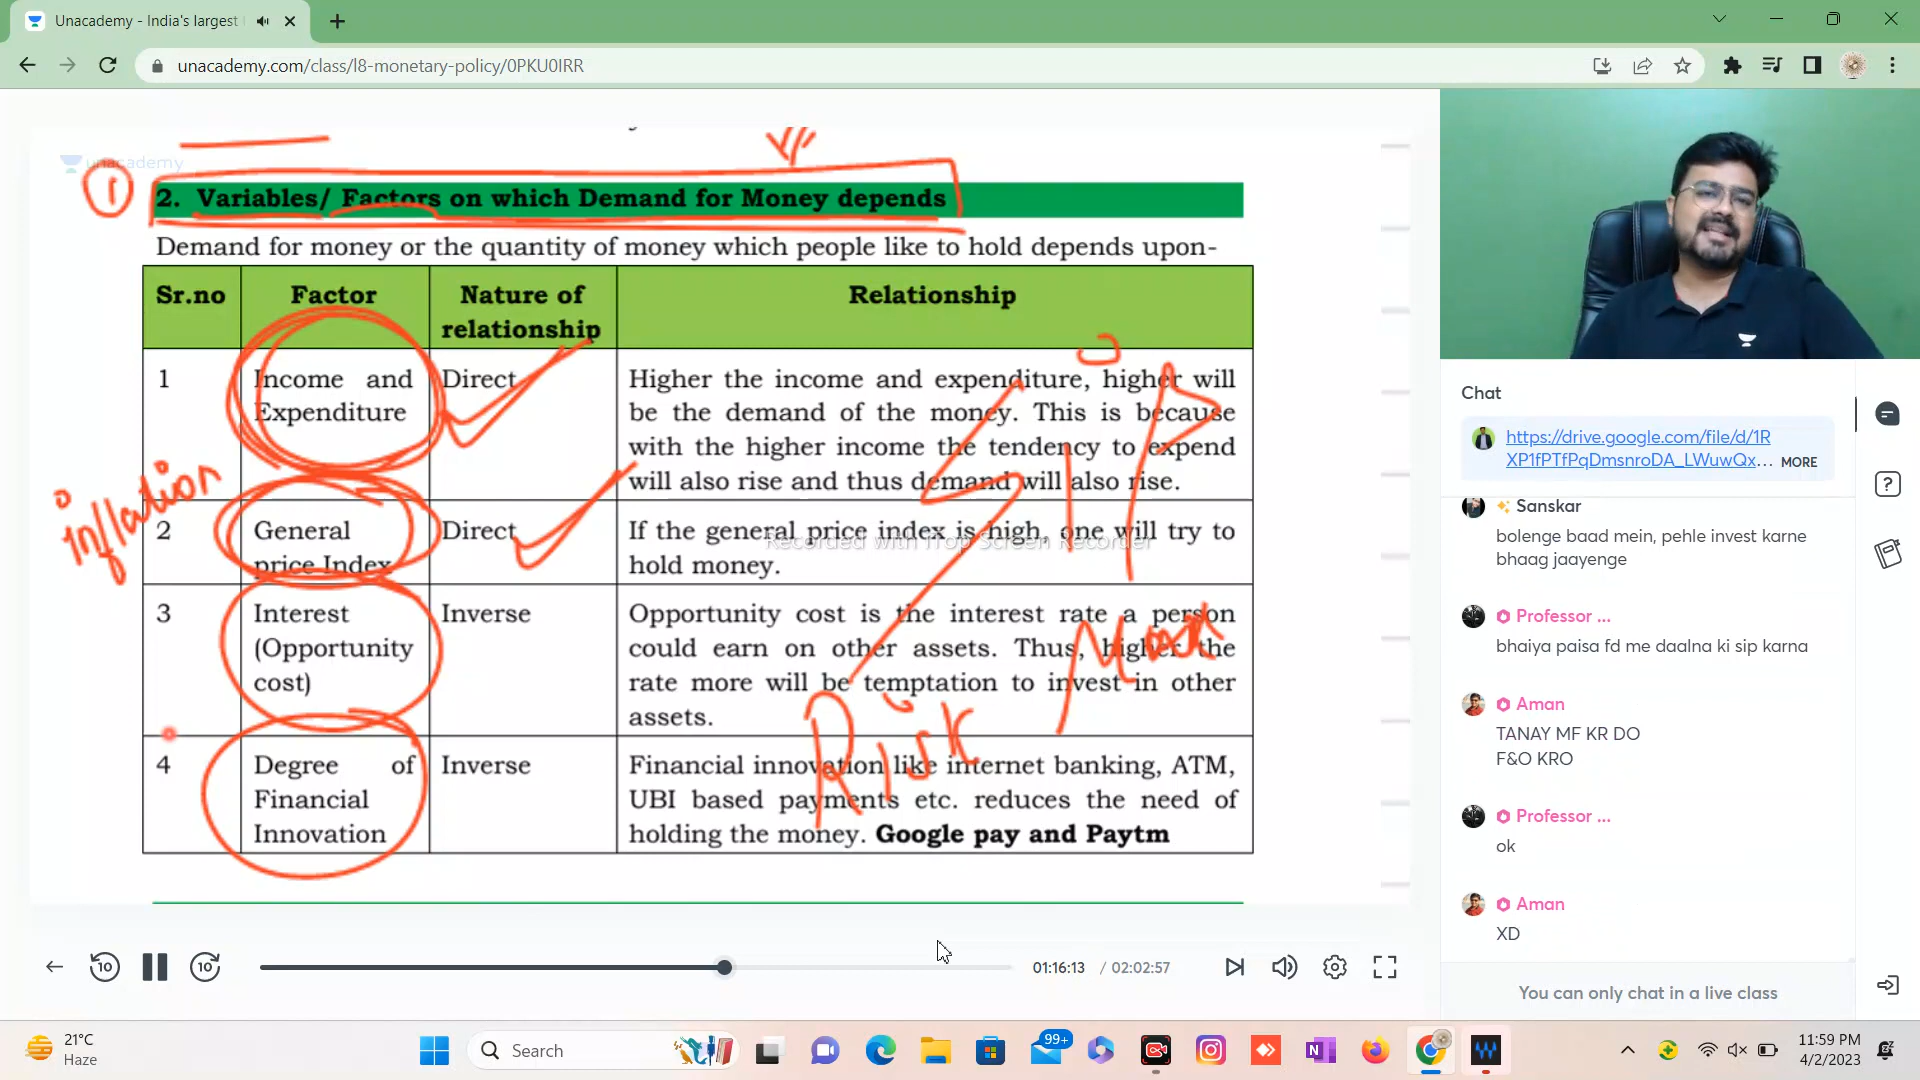 Unacademy - India's largest
unacademy.com/class/l8-monetary-policy/0PKU0IRR
unacademy
1
2. Variables/ Factors on which Demand for Money depends
Demand for money or the quantity of money which people like to hold depends upon-
Sr.no Factor Nature of relationship Relationship
1 Income and Expenditure Direct Higher the income and expenditure, higher will
be the demand of the money. This is because
with the higher income the tendency to expend
will also rise and thus demand will also rise.
inflation
2 General price Index Direct If the general price index is high, one will try to
hold money.
Recorded with iTop Screen Recorder
SIP
3 Interest (Opportunity cost) Inverse Opportunity cost is the interest rate a person
could earn on other assets. Thus, higher the
rate more will be temptation to invest in other
assets.
Risk
4 Degree of Financial Innovation Inverse Financial innovation like internet banking, ATM,
UBI based payments etc. reduces the need of
holding the money. Google pay and Paytm
10
10
01:16:13 / 02:02:57
Chat
https://drive.google.com/file/d/1R
XP1fPTfPqDmsnroDA_LWuwQx... MORE
Sanskar
bolenge baad mein, pehle invest karne
bhaag jaayenge
Professor ...
bhaiya paisa fd me daalna ki sip karna
Aman
TANAY MF KR DO
F&O KRO
Professor ...
ok
Aman
XD
You can only chat in a live class
21°C
Haze
Search
99+
11:59 PM
4/2/2023